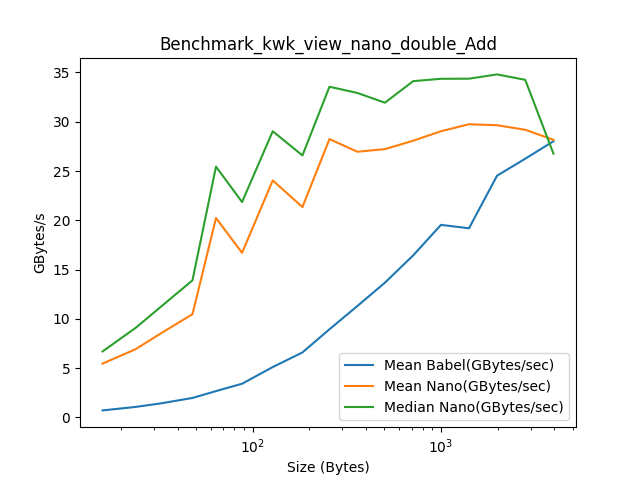 Benchmark_kwk_view_nano_double_Add
GBytes/s
35
30
25
20
15
10
5
0
10²
10³
Size (Bytes)
Mean Babel(GBytes/sec)
Mean Nano(GBytes/sec)
Median Nano(GBytes/sec)